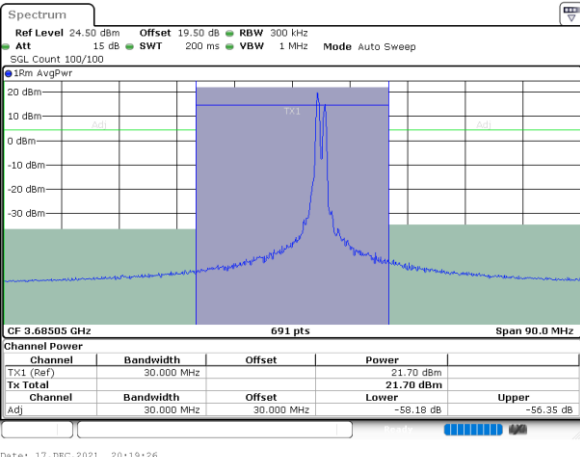 Spectrum
Ref Level 24.50 dBm Offset 19.50 dB RBW 300 kHz
Att 15 dB SWT 200 ms VBW 1 MHz Mode Auto Sweep
SGL Count 100/100
1Rm AvgPwr
20 dBm
TX1
10 dBm
Adj Adj
0 dBm
-10 dBm
-20 dBm
-30 dBm
CF 3.68505 GHz 691 pts Span 90.0 MHz
Channel Power
Channel Bandwidth Offset Power
TX1 (Ref) 30.000 MHz 21.70 dBm
Tx Total 21.70 dBm
Channel Bandwidth Offset Lower Upper
Adj 30.000 MHz 30.000 MHz -58.18 dB -56.35 dB
Ready
Date: 17.DEC.2021 20:19:26